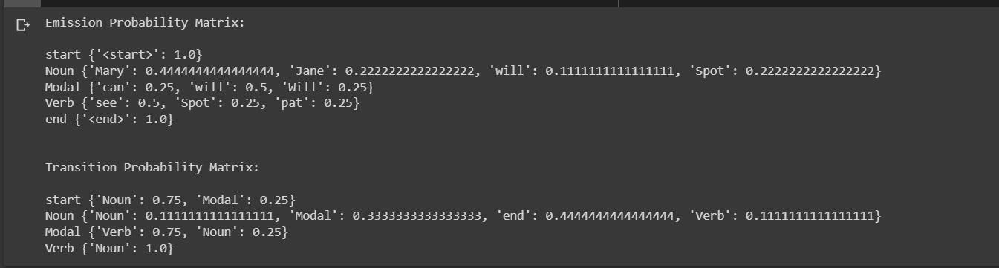 Emission Probability Matrix:
start {'<start>': 1.0}
Noun {'Mary': 0.4444444444444444, 'Jane': 0.2222222222222222, 'will': 0.1111111111111111, 'Spot': 0.2222222222222222}
Modal {'can': 0.25, 'will': 0.5, 'Will': 0.25}
Verb {'see': 0.5, 'Spot': 0.25, 'pat': 0.25}
end {'<end>': 1.0}
Transition Probability Matrix:
start {'Noun': 0.75, 'Modal': 0.25}
Noun {'Noun': 0.1111111111111111, 'Modal': 0.3333333333333333, 'end': 0.4444444444444444, 'Verb': 0.1111111111111111}
Modal {'Verb': 0.75, 'Noun': 0.25}
Verb {'Noun': 1.0}